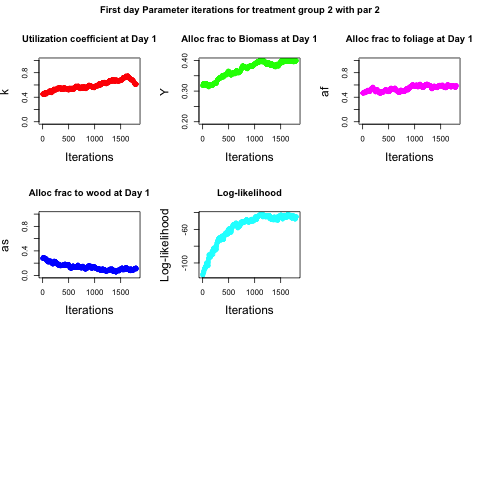 First day Parameter iterations for treatment group 2 with par 2
Utilization coefficient at Day 1
k
0.0 0.4 0.8
0 500 1000 1500
Iterations
Alloc frac to Biomass at Day 1
Y
0.20 0.30 0.40
0 500 1000 1500
Iterations
Alloc frac to foliage at Day 1
af
0.0 0.4 0.8
0 500 1000 1500
Iterations
Alloc frac to wood at Day 1
as
0.0 0.4 0.8
0 500 1000 1500
Iterations
Log-likelihood
Log-likelihood
-100 -60
0 500 1000 1500
Iterations